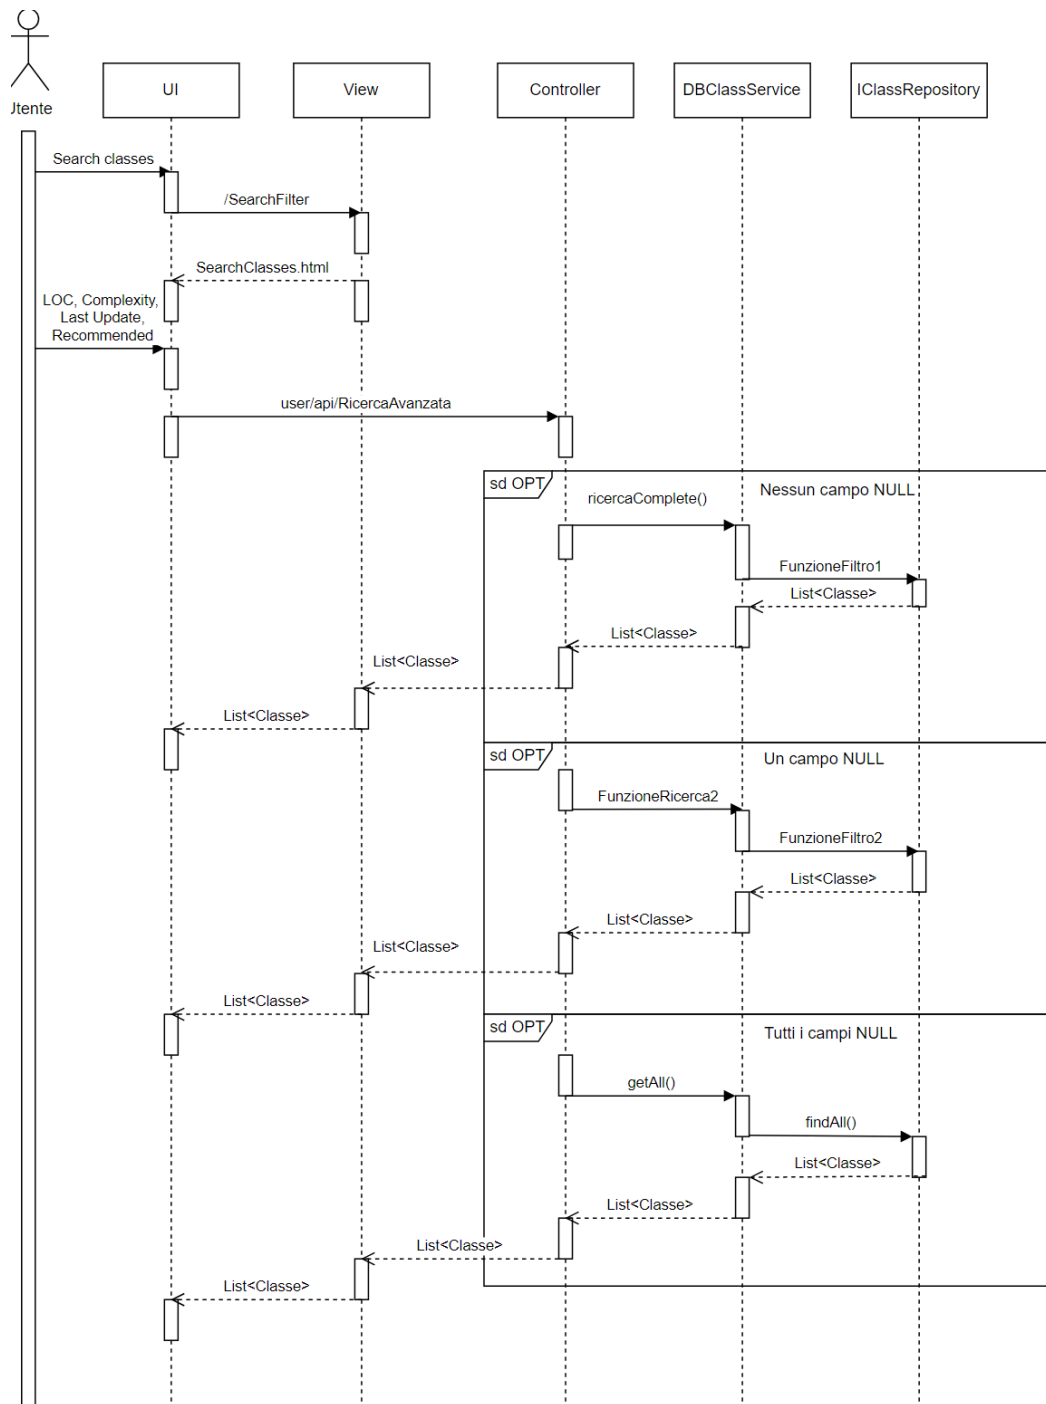 UI
View
Controller
DBClassService
IClassRepository
Jtente
Search classes
/SearchFilter
SearchClasses.html
LOC, Complexity,
Last Update,
Recommended
user/api/RicercaAvanzata
sd OPT
Nessun campo NULL
ricercaComplete()
FunzioneFiltro1
List<Classe>
List<Classe>
List<Classe>
List<Classe>
sd OPT
Un campo NULL
FunzioneRicerca2
FunzioneFiltro2
List<Classe>
List<Classe>
List<Classe>
List<Classe>
sd OPT
Tutti i campi NULL
getAll()
findAll()
List<Classe>
List<Classe>
List<Classe>
List<Classe>